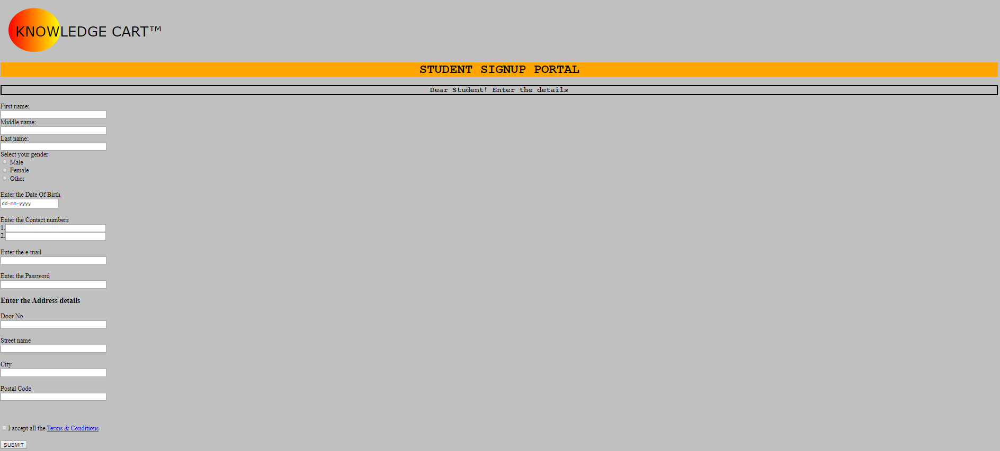 KNOWLEDGE CART™
STUDENT SIGNUP PORTAL
Dear Student! Enter the details
First name:
Middle name:
Last name:
Select your gender
Male
Female
Other
Enter the Date Of Birth
dd-mm-yyyy
Enter the Contact numbers
1.
2.
Enter the e-mail
Enter the Password
Enter the Address details
Door No
Street name
City
Postal Code
I accept all the Terms & Conditions
SUBMIT